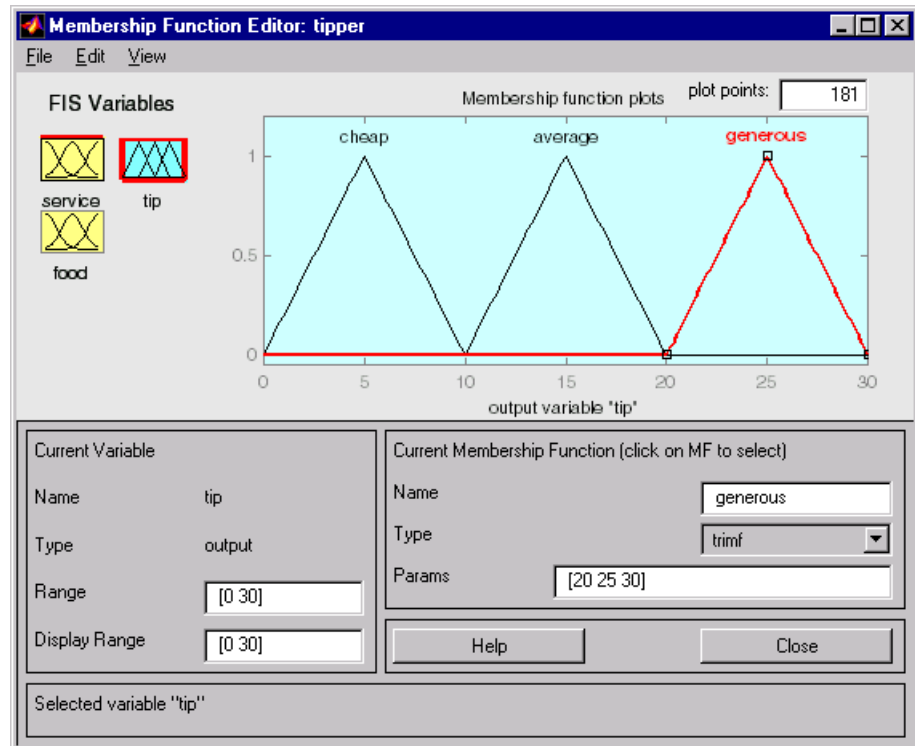 Membership Function Editor: tipper
File Edit View
FIS Variables
service
tip
food
Membership function plots
plot points: 181
cheap average generous
1
0.5
0
0 5 10 15 20 25 30
output variable "tip"
Current Variable
Name tip
Type output
Range [0 30]
Display Range [0 30]
Current Membership Function (click on MF to select)
Name generous
Type trimf
Params [20 25 30]
Help Close
Selected variable "tip"